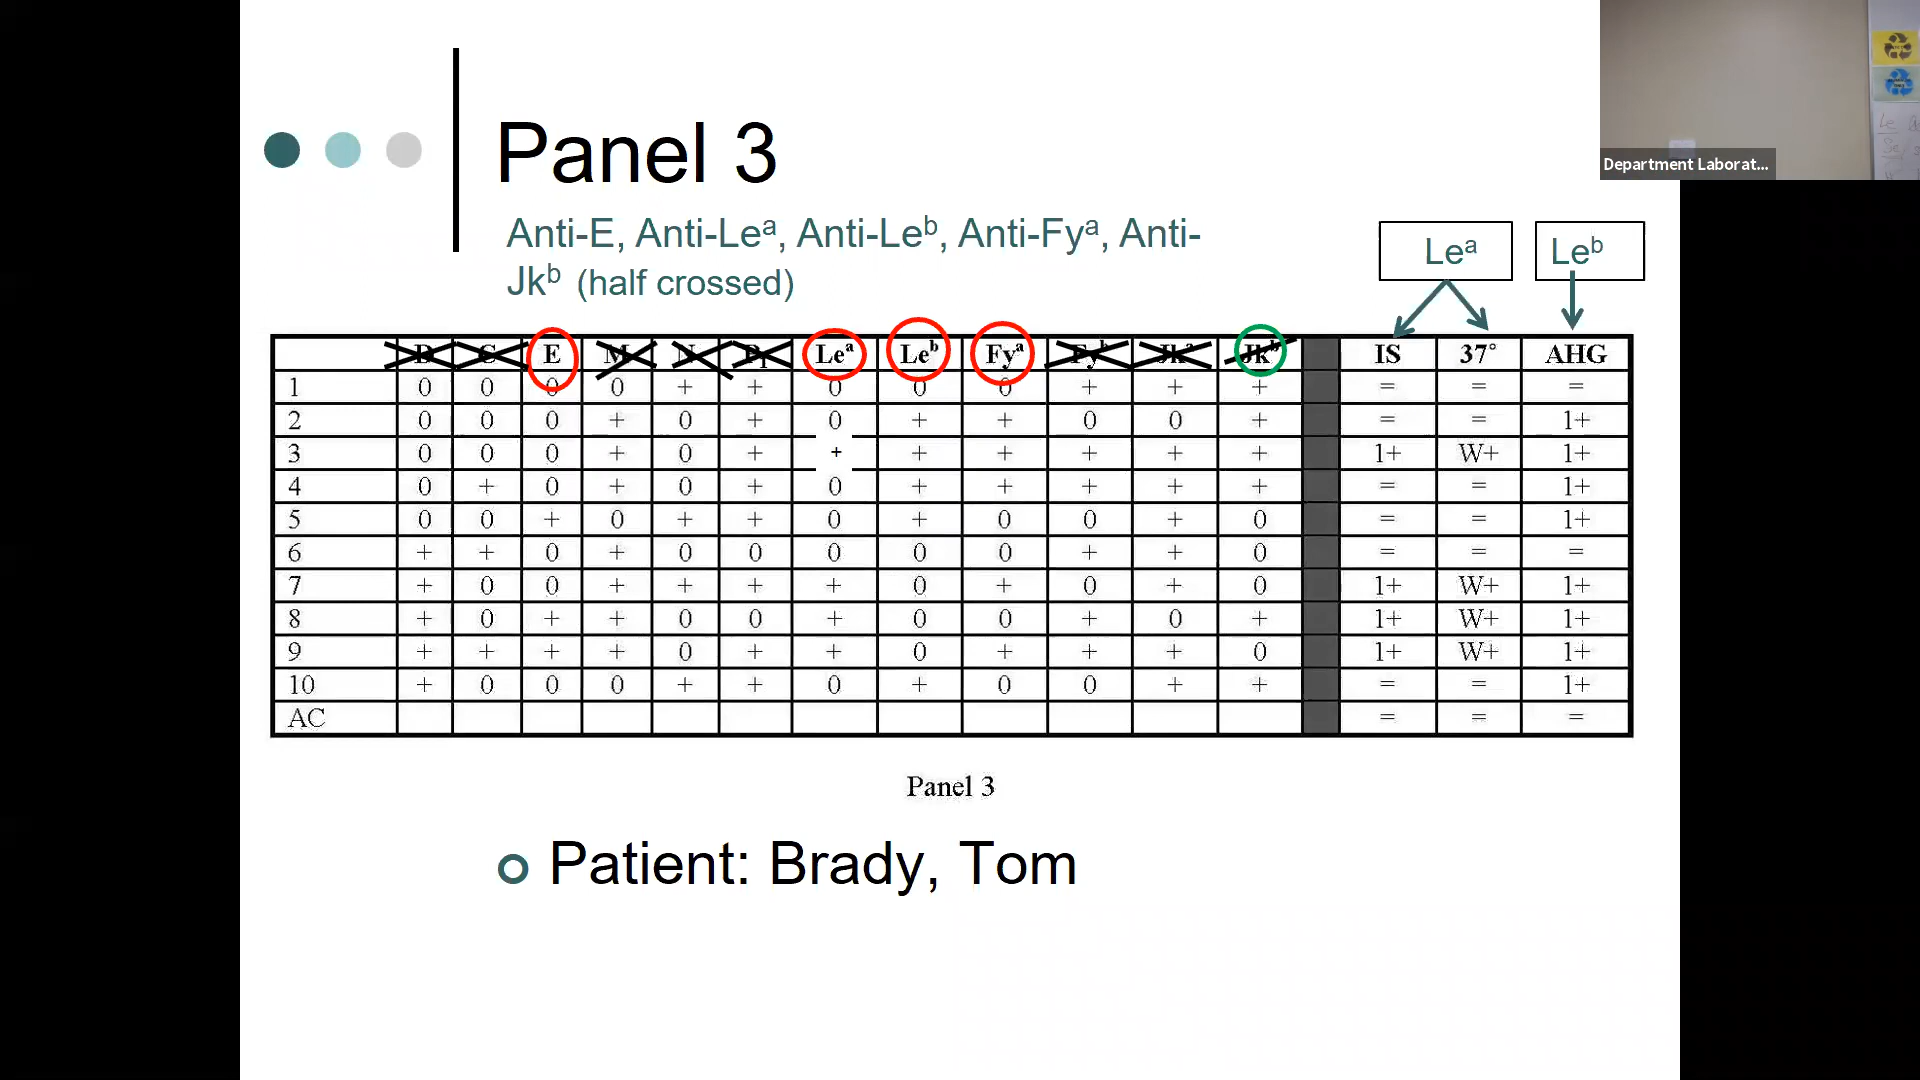 Panel 3
Anti-E, Anti-Leᵃ, Anti-Leᵇ, Anti-Fyᵃ, Anti-
Jkᵇ (half crossed)
Leᵃ Leᵇ
D C E M N P₁ Leᵃ Leᵇ Fyᵃ Fyᵇ Jkᵃ Jkᵇ IS 37° AHG
1 0 0 0 0 + + 0 0 0 + + + = = =
2 0 0 0 + 0 + 0 + + 0 0 + = = 1+
3 0 0 0 + 0 + + + + + + + 1+ W+ 1+
4 0 + 0 + 0 + 0 + + + + + = = 1+
5 0 0 + 0 + + 0 + 0 0 + 0 = = 1+
6 + + 0 + 0 0 0 0 0 + + 0 = = =
7 + 0 0 + + + + 0 + 0 + 0 1+ W+ 1+
8 + 0 + + 0 0 + 0 0 + 0 + 1+ W+ 1+
9 + + + + 0 + + 0 + + + 0 1+ W+ 1+
10 + 0 0 0 + + 0 + 0 0 + + = = 1+
AC = = =
Panel 3
Patient: Brady, Tom
Department Laborat...
Le
Se